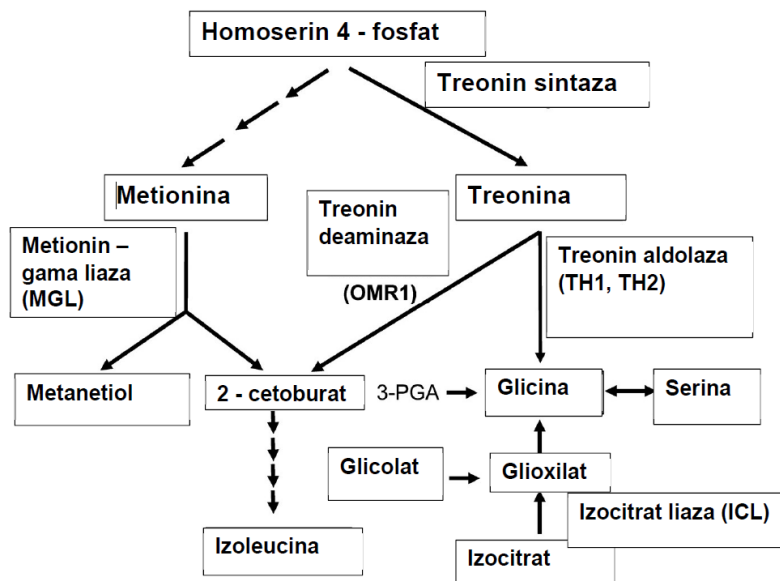 Homoserin 4 - fosfat
Treonin sintaza
Metionina
Treonin
deaminaza
Treonina
Metionin –
gama liaza
(MGL)
(OMR1)
Treonin aldolaza
(TH1, TH2)
Metanetiol
2 - cetoburat
3-PGA
Glicina
Serina
Glicolat
Glioxilat
Izocitrat liaza (ICL)
Izoleucina
Izocitrat